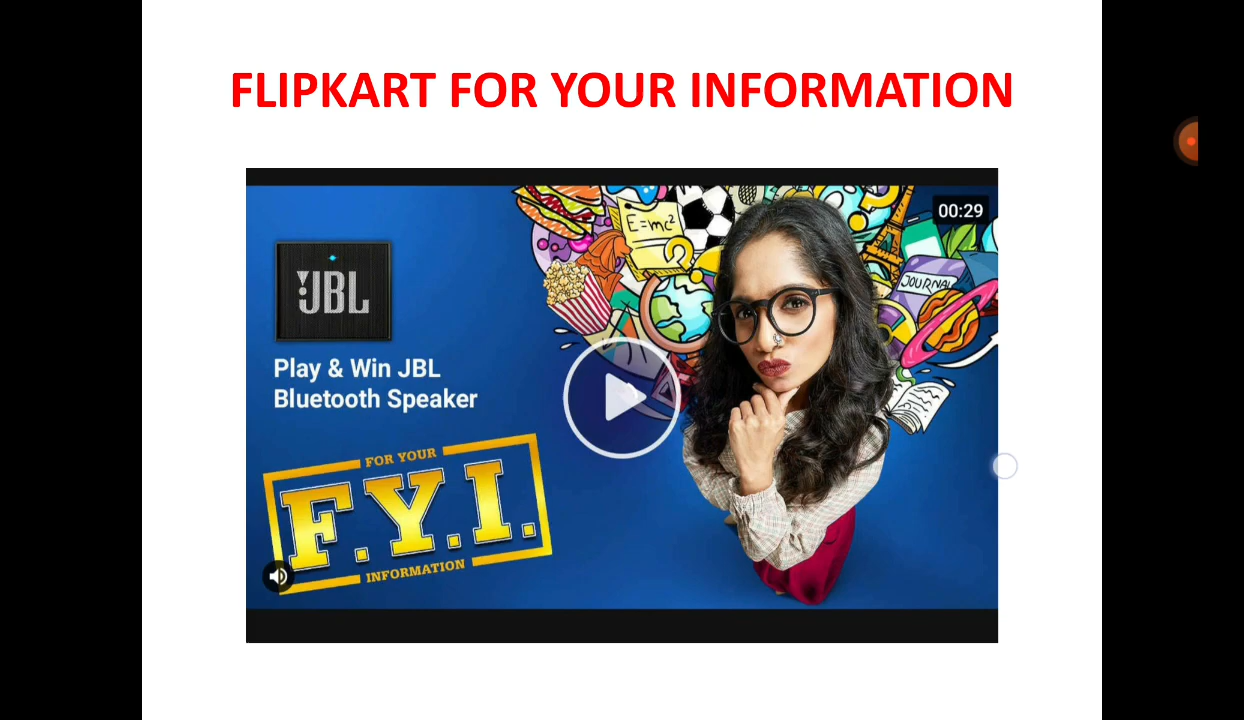 FLIPKART FOR YOUR INFORMATION
00:29
E=mc²
JOURNAL
JBL
Play & Win JBL
Bluetooth Speaker
FOR YOUR
F.Y.I.
INFORMATION